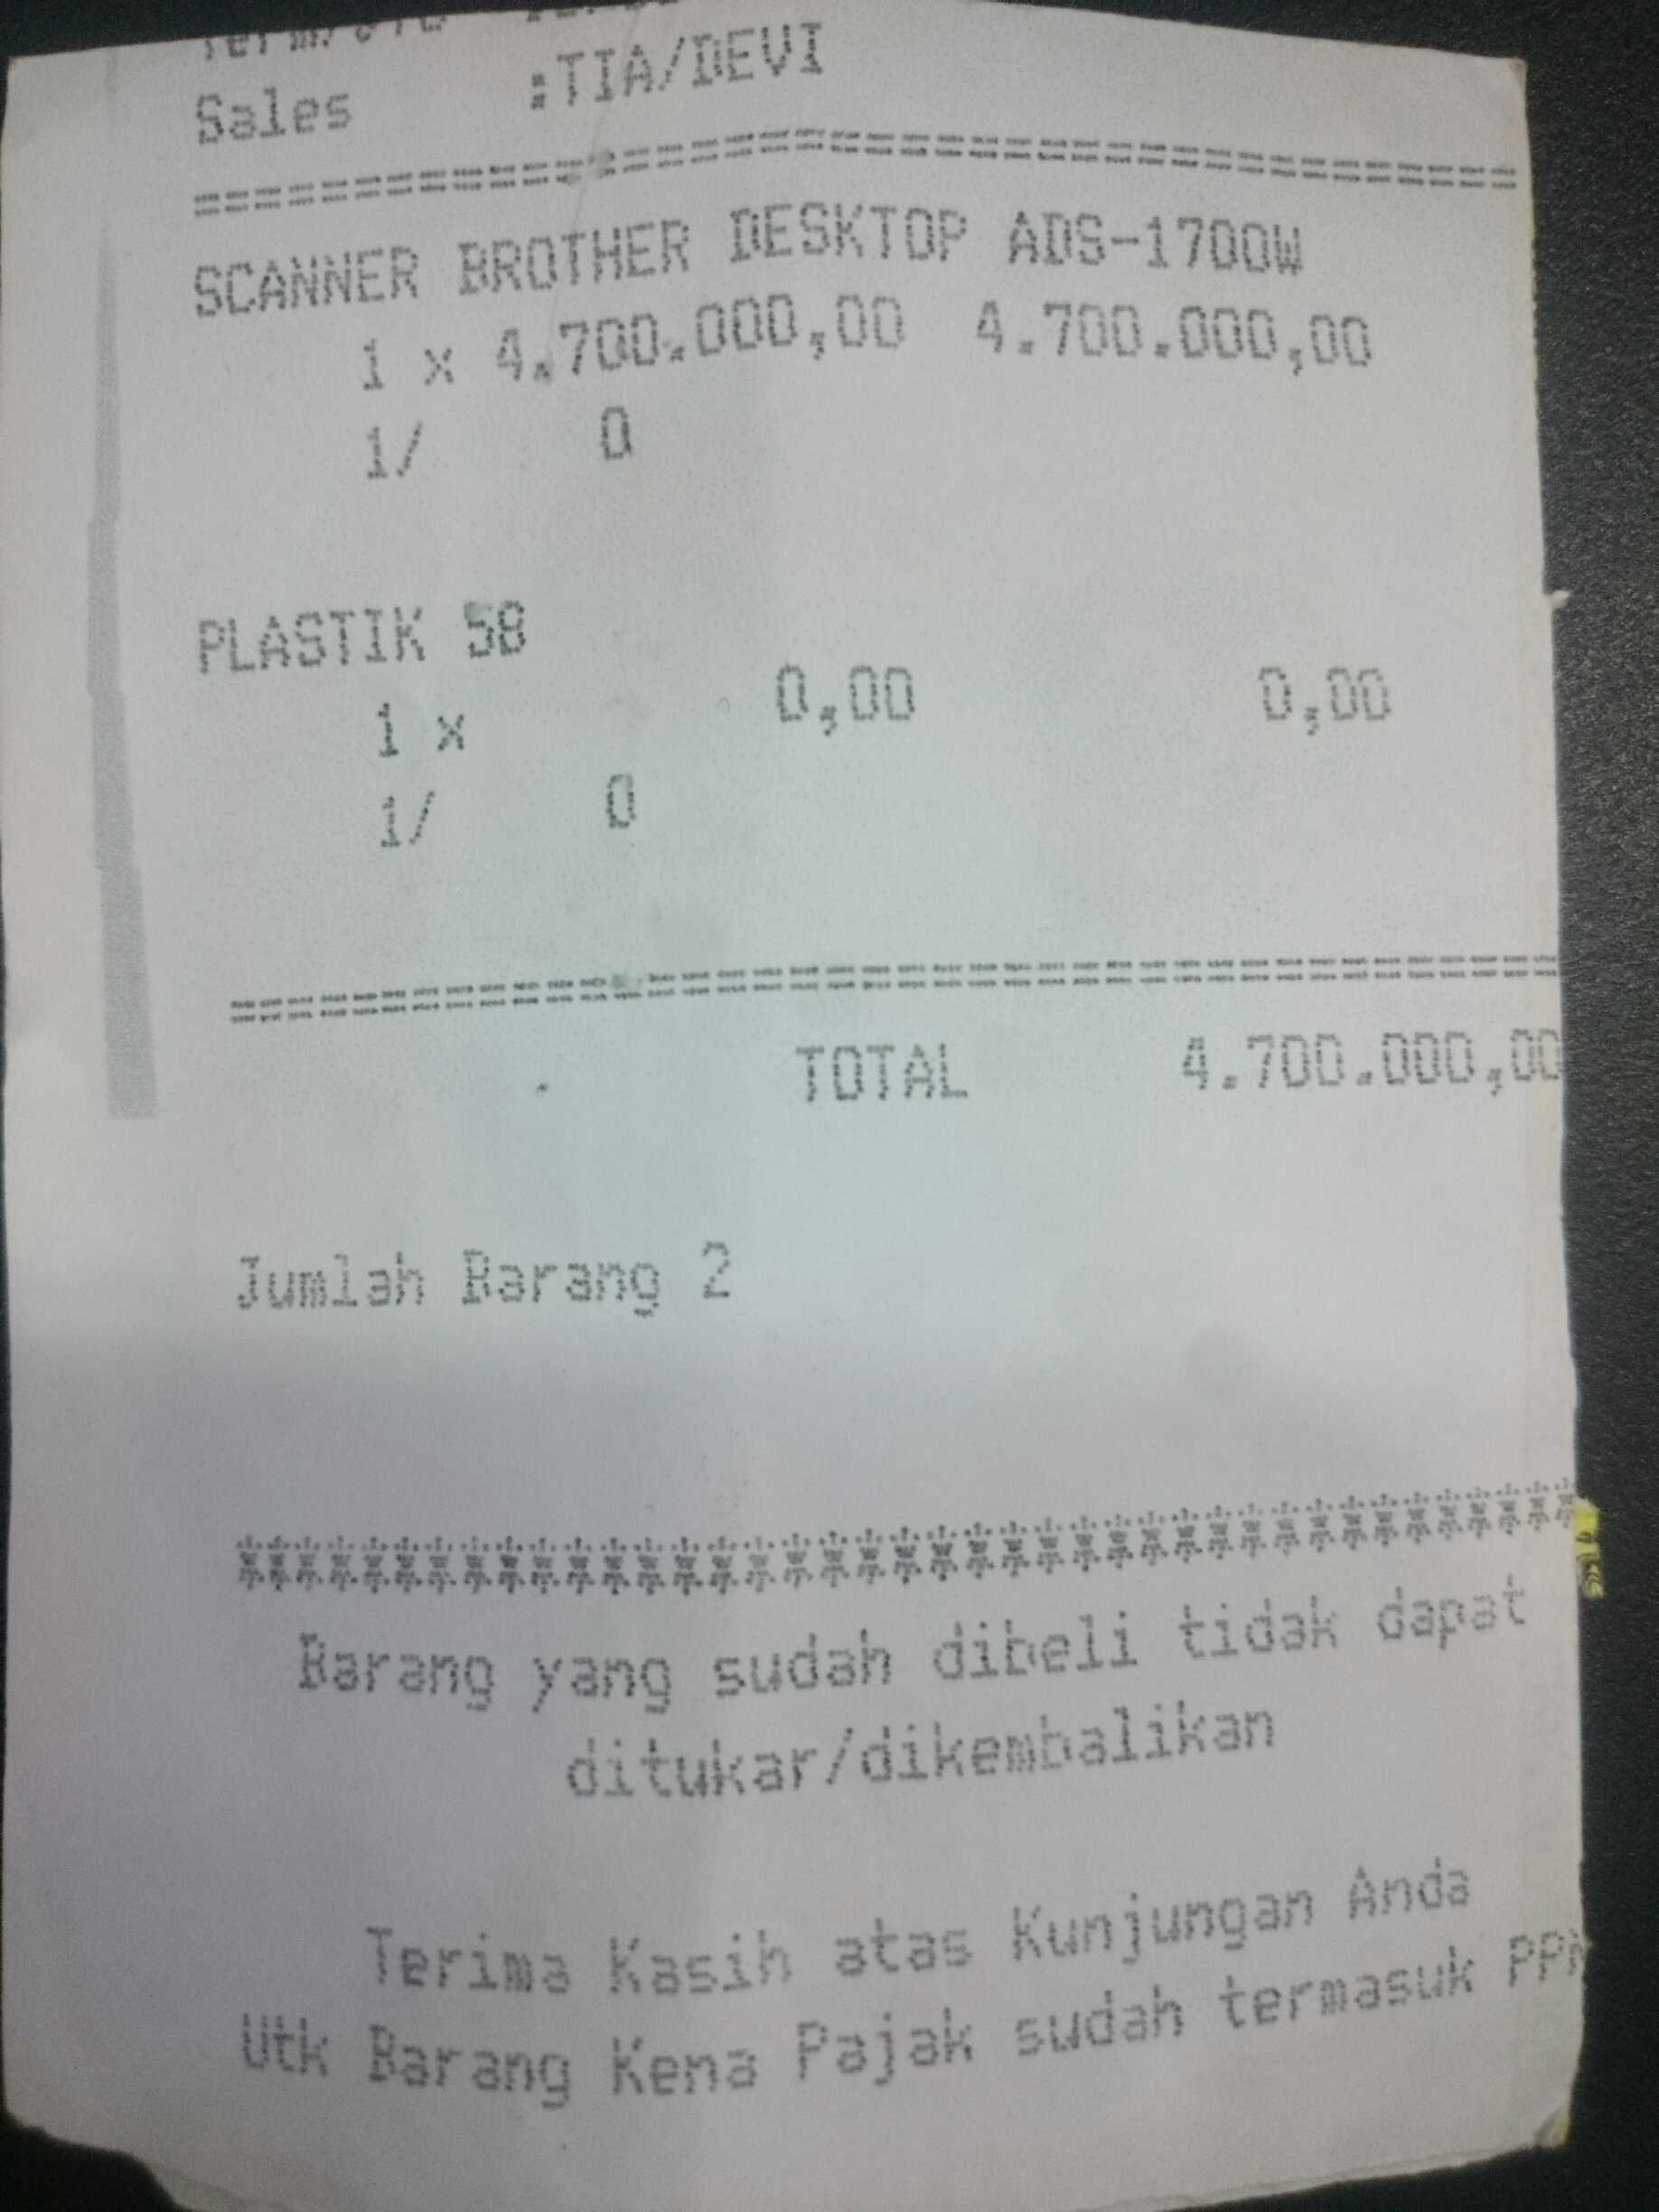 Sales :TIA/DEVI
SCANNER BROTHER DESKTOP ADS-1700W
1 x 4.700.000,00 4.700.000,00
1/ 0
PLASTIK 58
1 x 0,00 0,00
1/ 0
TOTAL 4.700.000,00
Jumlah Barang 2
***************************************
Barang yang sudah dibeli tidak dapat
ditukar/dikembalikan
Terima Kasih atas Kunjungan Anda
Utk Barang Kena Pajak sudah termasuk PPN